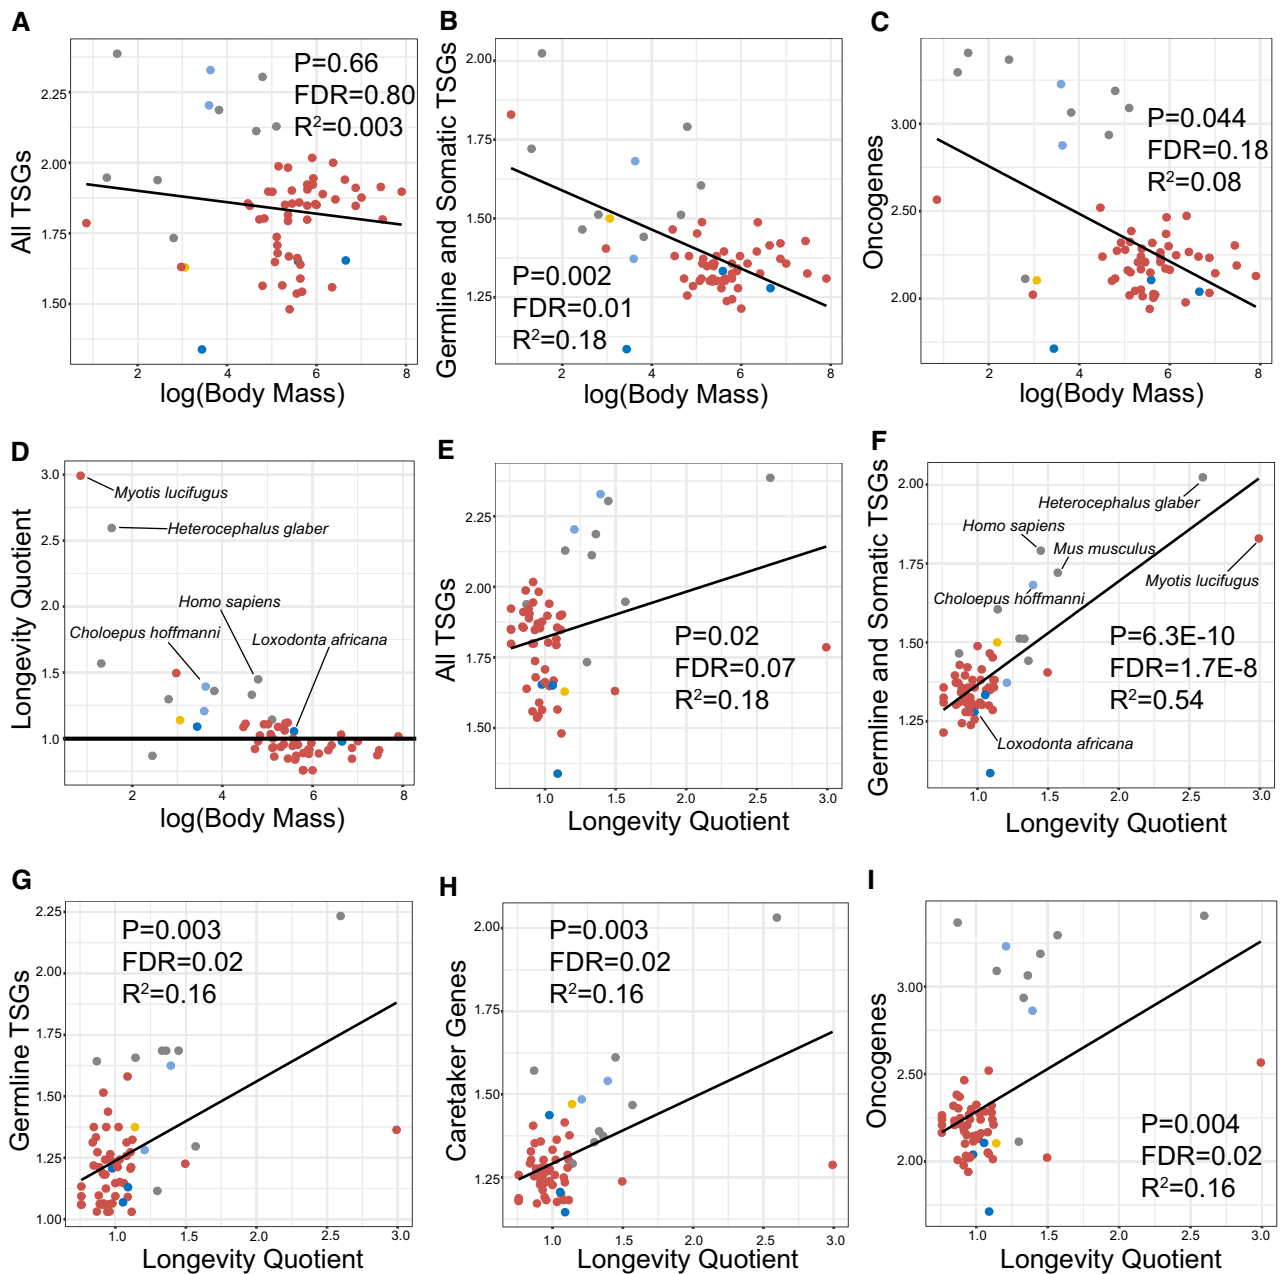 A
All TSGs
P=0.66
FDR=0.80
R²=0.003
2.25
2.00
1.75
1.50
2 4 6 8
log(Body Mass)
B
Germline and Somatic TSGs
2.00
1.75
1.50
1.25
P=0.002
FDR=0.01
R²=0.18
2 4 6 8
log(Body Mass)
C
Oncogenes
P=0.044
FDR=0.18
R²=0.08
3.00
2.50
2.00
2 4 6 8
log(Body Mass)
D
Longevity Quotient
3.0
2.5
2.0
1.5
1.0
Myotis lucifugus
Heterocephalus glaber
Homo sapiens
Choloepus hoffmanni
Loxodonta africana
2 4 6 8
log(Body Mass)
E
All TSGs
2.25
2.00
1.75
1.50
P=0.02
FDR=0.07
R²=0.18
1.0 1.5 2.0 2.5 3.0
Longevity Quotient
F
Germline and Somatic TSGs
2.00
1.75
1.50
1.25
Heterocephalus glaber
Homo sapiens
Mus musculus
Myotis lucifugus
Choloepus hoffmanni
P=6.3E-10
FDR=1.7E-8
R²=0.54
Loxodonta africana
1.0 1.5 2.0 2.5 3.0
Longevity Quotient
G
Germline TSGs
2.25
2.00
1.75
1.50
1.25
1.00
P=0.003
FDR=0.02
R²=0.16
1.0 1.5 2.0 2.5 3.0
Longevity Quotient
H
Caretaker Genes
2.00
1.75
1.50
1.25
P=0.003
FDR=0.02
R²=0.16
1.0 1.5 2.0 2.5 3.0
Longevity Quotient
I
Oncogenes
3.00
2.50
2.00
P=0.004
FDR=0.02
R²=0.16
1.0 1.5 2.0 2.5 3.0
Longevity Quotient